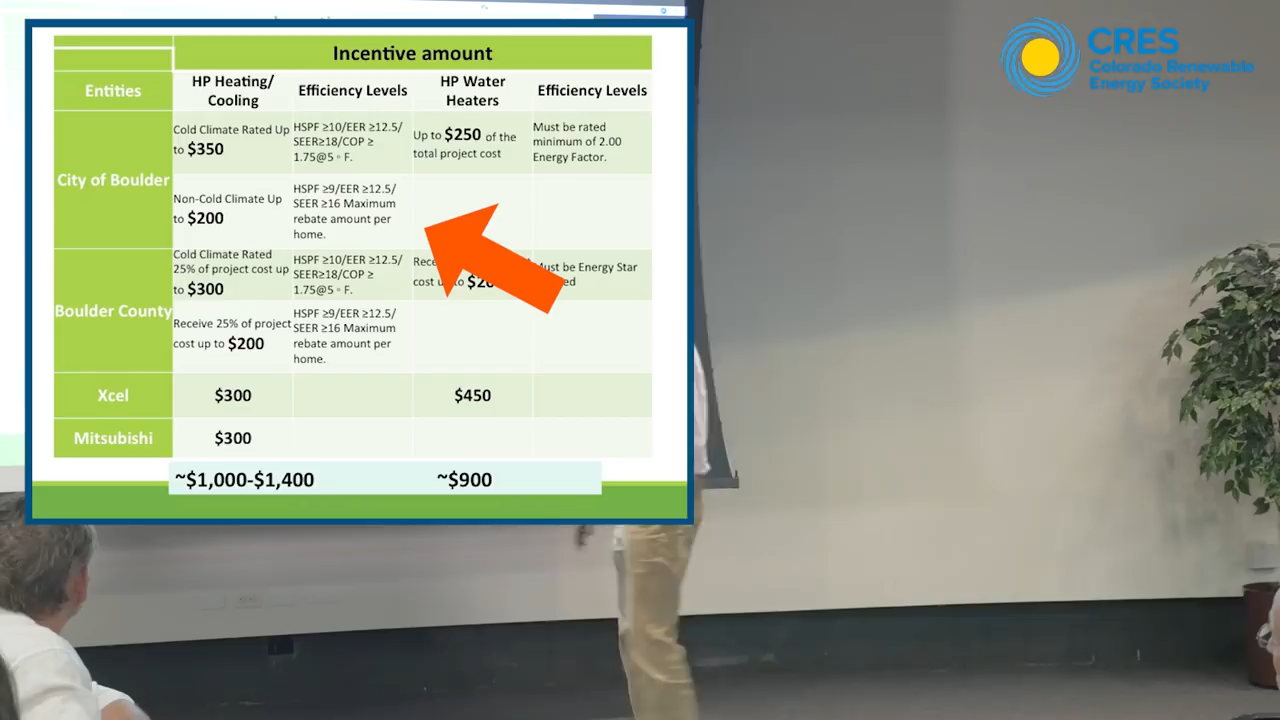 Incentive amount
Entities
HP Heating/
Cooling
Efficiency Levels
HP Water
Heaters
Efficiency Levels
City of Boulder
Cold Climate Rated Up
to $350
HSPF ≥10/EER ≥12.5/
SEER≥18/COP ≥
1.75@5 ◦ F.
Up to $250 of the
total project cost
Must be rated
minimum of 2.00
Energy Factor.
Non-Cold Climate Up
to $200
HSPF ≥9/EER ≥12.5/
SEER ≥16 Maximum
rebate amount per
home.
Boulder County
Cold Climate Rated
25% of project cost up
to $300
HSPF ≥10/EER ≥12.5/
SEER≥18/COP ≥
1.75@5 ◦ F.
cost
Must be Energy Star
Receive 25% of project
cost up to $200
HSPF ≥9/EER ≥12.5/
SEER ≥16 Maximum
rebate amount per
home.
Xcel
$300
$450
Mitsubishi
$300
~$1,000-$1,400
~$900
CRES
Colorado Renewable
Energy Society